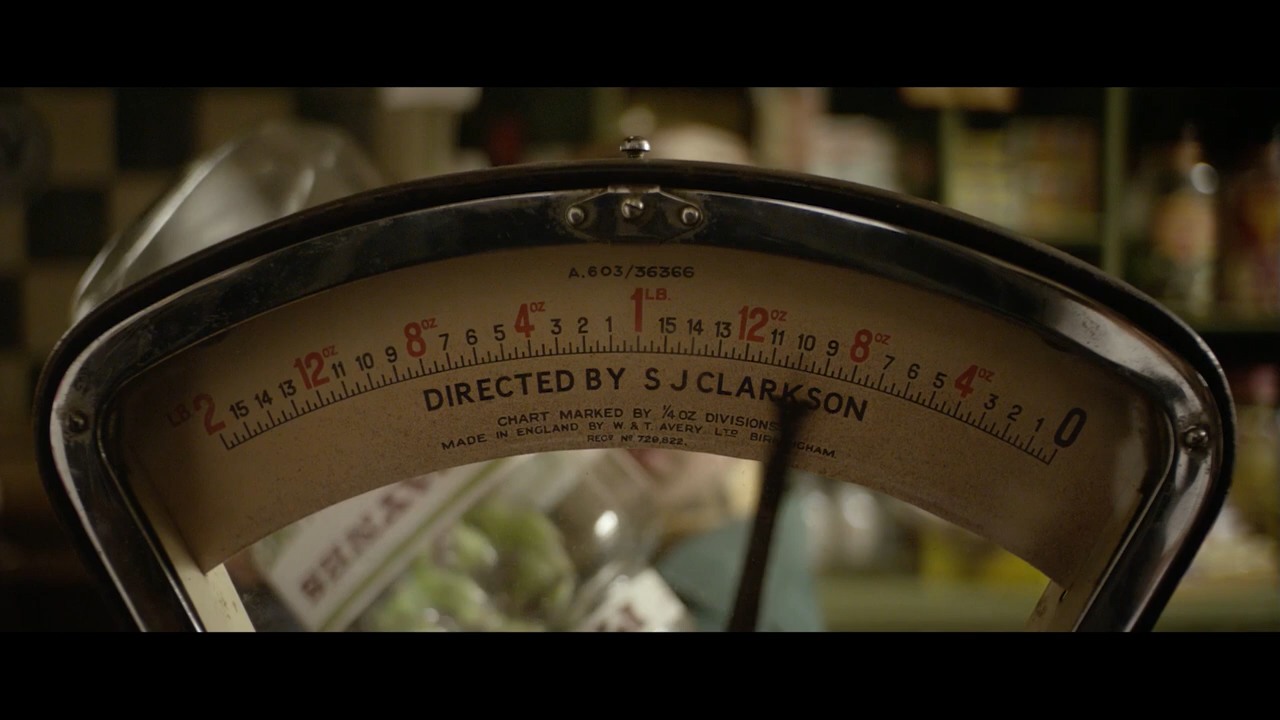 A.603/36366
LB. 2 15 14 13 12 OZ 11 10 9 8 OZ 7 6 5 4 OZ 3 2 1 1 LB. 15 14 13 12 OZ 11 10 9 8 OZ 7 6 5 4 OZ 3 2 1 0
DIRECTED BY S J CLARKSON
CHART MARKED BY ¼ OZ DIVISIONS
MADE IN ENGLAND BY W. & T. AVERY. LTD
REGD Nº 729,822.